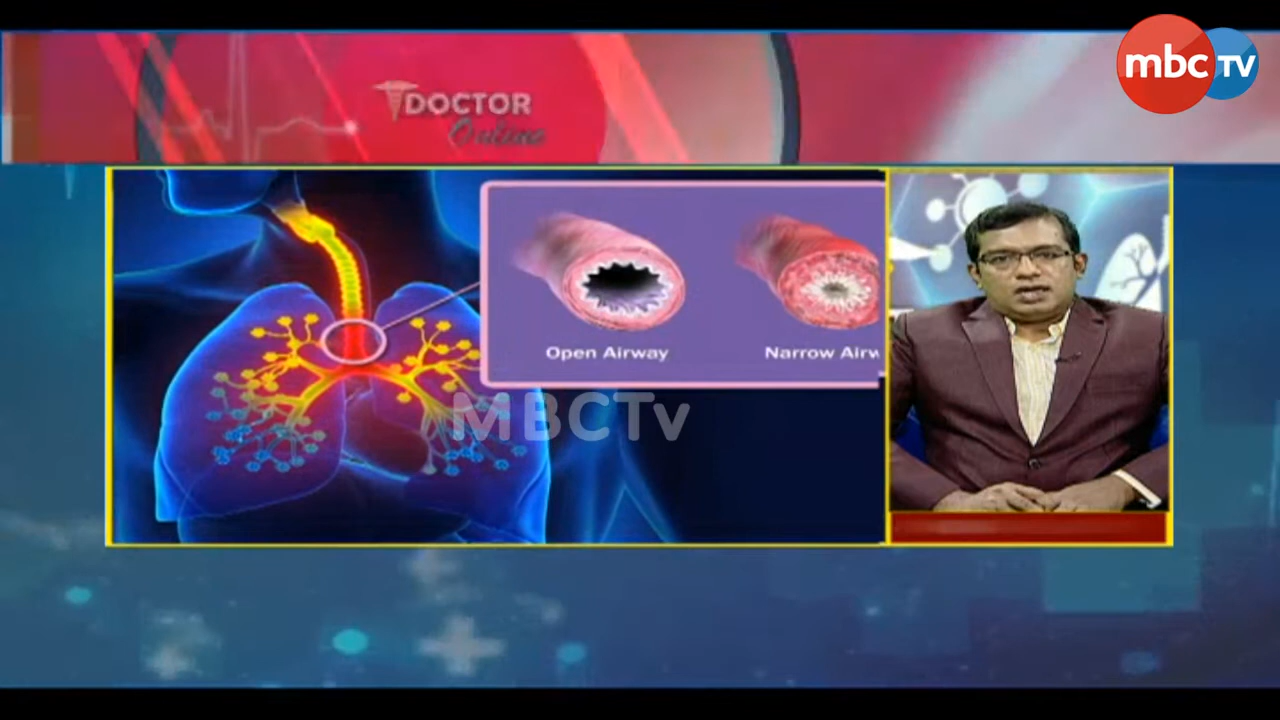 mbc TV
DOCTOR
Online
Open Airway
Narrow Airw
MBCTv